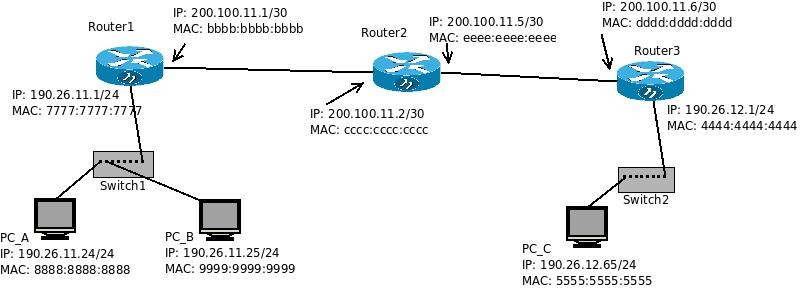 Router1
IP: 200.100.11.1/30
MAC: bbbb:bbbb:bbbb
Router2
IP: 200.100.11.5/30
MAC: eeee:eeee:eeee
IP: 200.100.11.6/30
MAC: dddd:dddd:dddd
Router3
IP: 190.26.11.1/24
MAC: 7777:7777:7777
IP: 200.100.11.2/30
MAC: cccc:cccc:cccc
IP: 190.26.12.1/24
MAC: 4444:4444:4444
Switch1
Switch2
PC_A
IP: 190.26.11.24/24
MAC: 8888:8888:8888
PC_B
IP: 190.26.11.25/24
MAC: 9999:9999:9999
PC_C
IP: 190.26.12.65/24
MAC: 5555:5555:5555